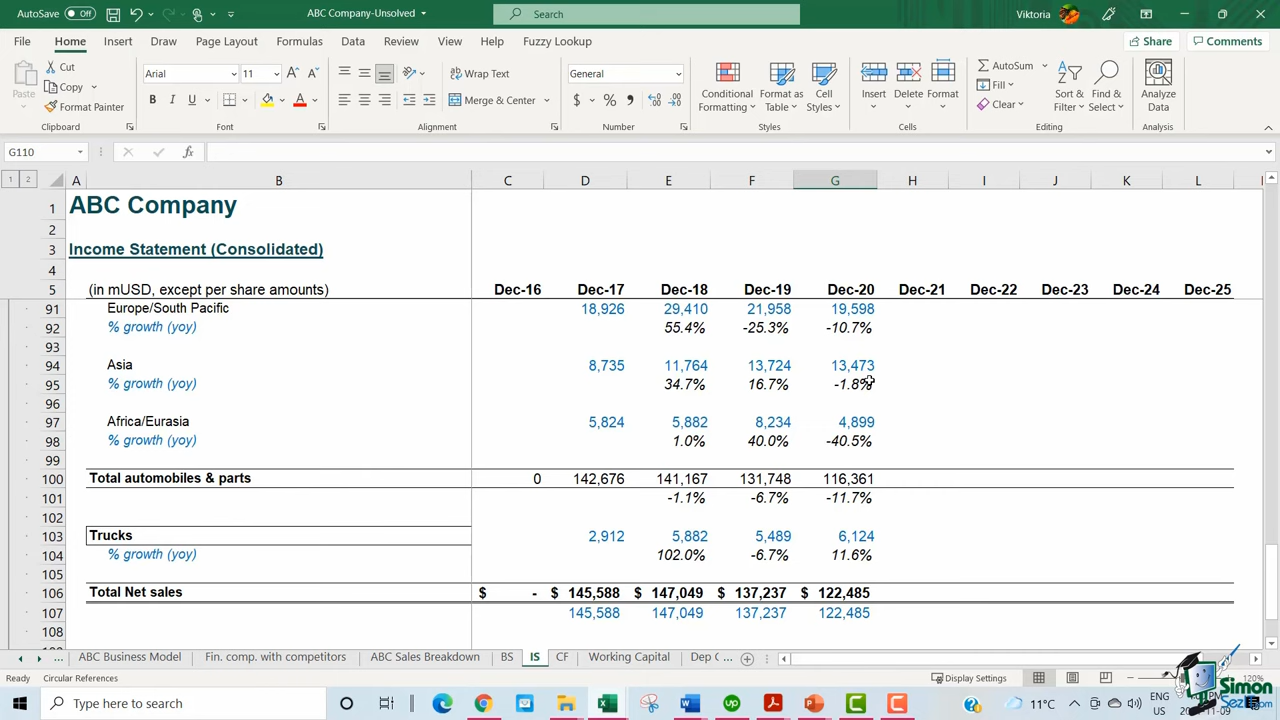 AutoSave Off ABC Company-Unsolved Search Viktoria
File Home Insert Draw Page Layout Formulas Data Review View Help Fuzzy Lookup Share Comments
Paste Cut Copy Format Painter Clipboard
Arial 11 B I U Font
Wrap Text Merge & Center Alignment
General $ % Number
Conditional Formatting Format as Table Cell Styles Styles
Insert Delete Format Cells
AutoSum Fill Clear Sort & Filter Find & Select Editing
Analyze Data Analysis
G110 fx
1 2 A B C D E F G H I J K L
1 ABC Company
2
3 Income Statement (Consolidated)
4
5 (in mUSD, except per share amounts) Dec-16 Dec-17 Dec-18 Dec-19 Dec-20 Dec-21 Dec-22 Dec-23 Dec-24 Dec-25
91 Europe/South Pacific 18,926 29,410 21,958 19,598
92 % growth (yoy) 55.4% -25.3% -10.7%
93
94 Asia 8,735 11,764 13,724 13,473
95 % growth (yoy) 34.7% 16.7% -1.8%
96
97 Africa/Eurasia 5,824 5,882 8,234 4,899
98 % growth (yoy) 1.0% 40.0% -40.5%
99
100 Total automobiles & parts 0 142,676 141,167 131,748 116,361
101 -1.1% -6.7% -11.7%
102
103 Trucks 2,912 5,882 5,489 6,124
104 % growth (yoy) 102.0% -6.7% 11.6%
105
106 Total Net sales $ - $ 145,588 $ 147,049 $ 137,237 $ 122,485
107 145,588 147,049 137,237 122,485
108
ABC Business Model Fin. comp. with competitors ABC Sales Breakdown BS IS CF Working Capital Dep C ...
Ready Circular References Display Settings 120%
Type here to search 11°C ENG US
Simon Sez